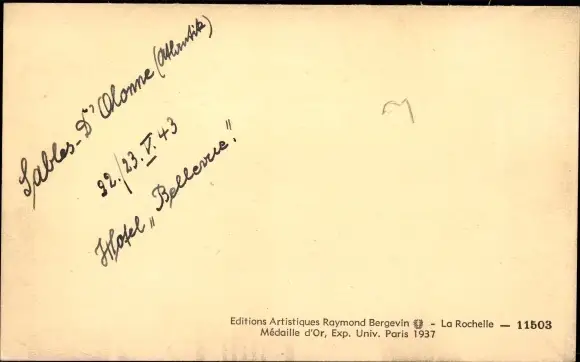 Sables-D'Olonne (Atlantik)
22./23.V.43
Hotel „Bellevue".
Editions Artistiques Raymond Bergevin - La Rochelle — 11503
Médaille d'Or, Exp. Univ. Paris 1937